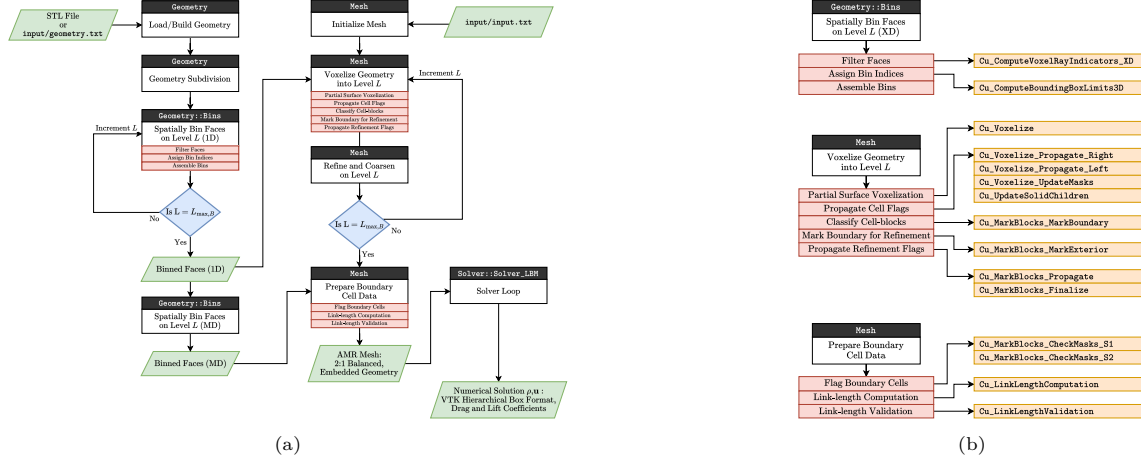 STL File
or
input/geometry.txt
Geometry
Load/Build Geometry
Geometry
Geometry Subdivision
Geometry::Bins
Spatially Bin Faces
on Level L (1D)
Filter Faces
Assign Bin Indices
Assemble Bins
Increment L
Is L = Lmax,B
No
Yes
Binned Faces (1D)
Geometry::Bins
Spatially Bin Faces
on Level L (MD)
Binned Faces (MD)
Mesh
Initialize Mesh
input/input.txt
Mesh
Voxelize Geometry
into Level L
Partial Surface Voxelization
Propagate Cell Flags
Classify Cell-blocks
Mark Boundary for Refinement
Propagate Refinement Flags
Increment L
Mesh
Refine and Coarsen
on Level L
Is L = Lmax,B
No
Yes
Mesh
Prepare Boundary
Cell Data
Flag Boundary Cells
Link-length Computation
Link-length Validation
AMR Mesh:
2:1 Balanced,
Embedded Geometry
Solver::Solver_LBM
Solver Loop
Numerical Solution ρ,u :
VTK Hierarchical Box Format,
Drag and Lift Coefficients
(a)
Geometry::Bins
Spatially Bin Faces
on Level L (XD)
Filter Faces
Assign Bin Indices
Assemble Bins
Cu_ComputeVoxelRayIndicators_XD
Cu_ComputeBoundingBoxLimits3D
Mesh
Voxelize Geometry
into Level L
Partial Surface Voxelization
Propagate Cell Flags
Classify Cell-blocks
Mark Boundary for Refinement
Propagate Refinement Flags
Cu_Voxelize
Cu_Voxelize_Propagate_Right
Cu_Voxelize_Propagate_Left
Cu_Voxelize_UpdateMasks
Cu_UpdateSolidChildren
Cu_MarkBlocks_MarkBoundary
Cu_MarkBlocks_MarkExterior
Cu_MarkBlocks_Propagate
Cu_MarkBlocks_Finalize
Mesh
Prepare Boundary
Cell Data
Flag Boundary Cells
Link-length Computation
Link-length Validation
Cu_MarkBlocks_CheckMasks_S1
Cu_MarkBlocks_CheckMasks_S2
Cu_LinkLengthComputation
Cu_LinkLengthValidation
(b)